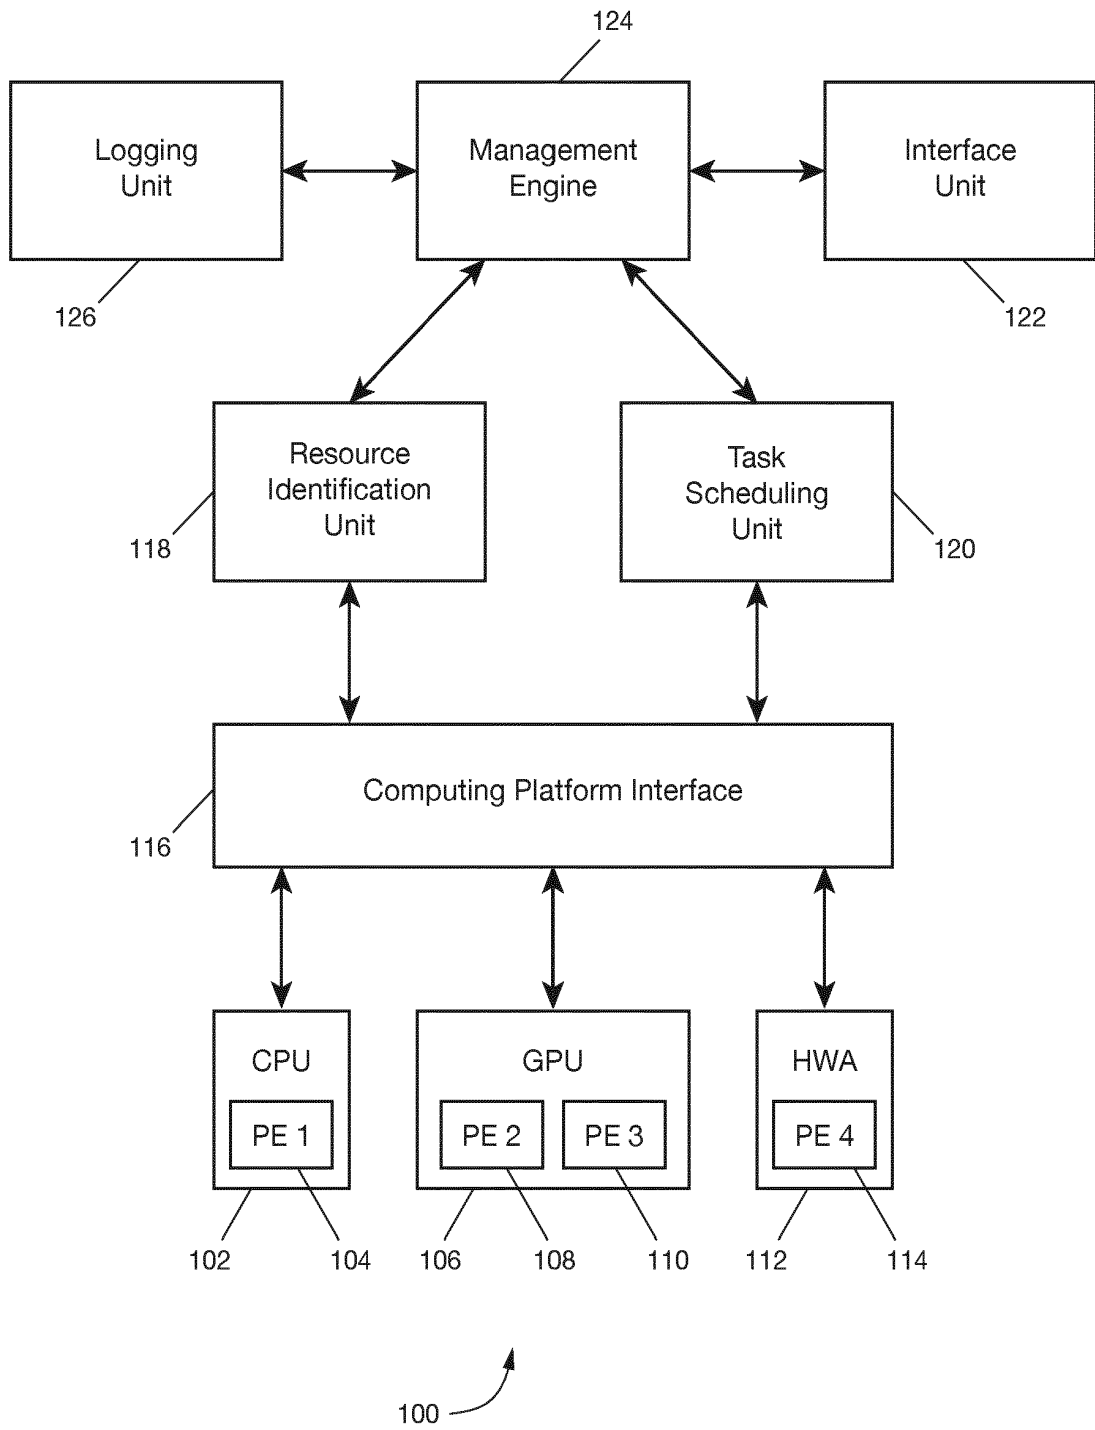 124
Logging
Unit
Management
Engine
Interface
Unit
126
122
Resource
Identification
Unit
Task
Scheduling
Unit
118
120
Computing Platform Interface
116
CPU
GPU
HWA
PE 1
PE 2
PE 3
PE 4
102
104
106
108
110
112
114
100